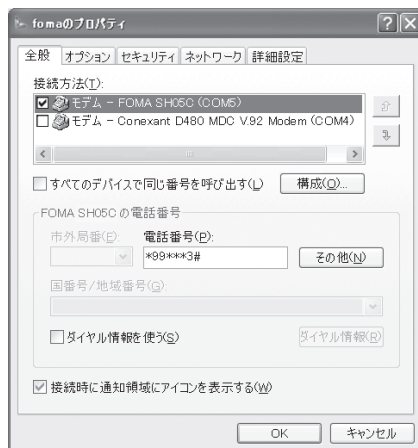 fomaのプロパティ
全般 オプション セキュリティ ネットワーク 詳細設定
接続方法(T):
モデム - FOMA SH05C (COM5)
モデム - Conexant D480 MDC V.92 Modem (COM4)
すべてのデバイスで同じ番号を呼び出す(L) 構成(O)...
FOMA SH05C の電話番号
市外局番(E): 電話番号(P):
*99***3# その他(N)
国番号/地域番号(G):
ダイヤル情報を使う(S) ダイヤル情報(R)
接続時に通知領域にアイコンを表示する(W)
OK キャンセル